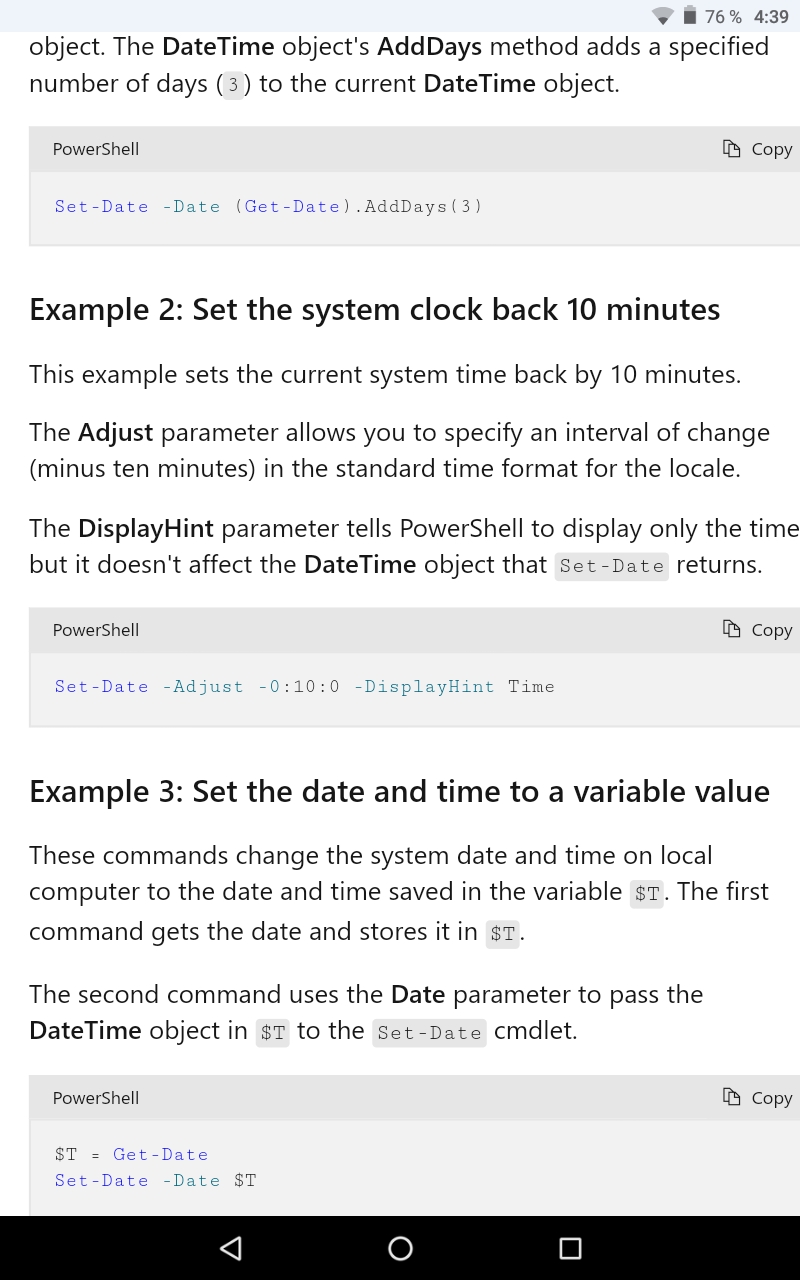 76 % 4:39
object. The DateTime object's AddDays method adds a specified
number of days (3) to the current DateTime object.
PowerShell Copy
Set-Date -Date (Get-Date).AddDays(3)
Example 2: Set the system clock back 10 minutes
This example sets the current system time back by 10 minutes.
The Adjust parameter allows you to specify an interval of change
(minus ten minutes) in the standard time format for the locale.
The DisplayHint parameter tells PowerShell to display only the time
but it doesn't affect the DateTime object that Set-Date returns.
PowerShell Copy
Set-Date -Adjust -0:10:0 -DisplayHint Time
Example 3: Set the date and time to a variable value
These commands change the system date and time on local
computer to the date and time saved in the variable $T. The first
command gets the date and stores it in $T.
The second command uses the Date parameter to pass the
DateTime object in $T to the Set-Date cmdlet.
PowerShell Copy
$T = Get-Date
Set-Date -Date $T